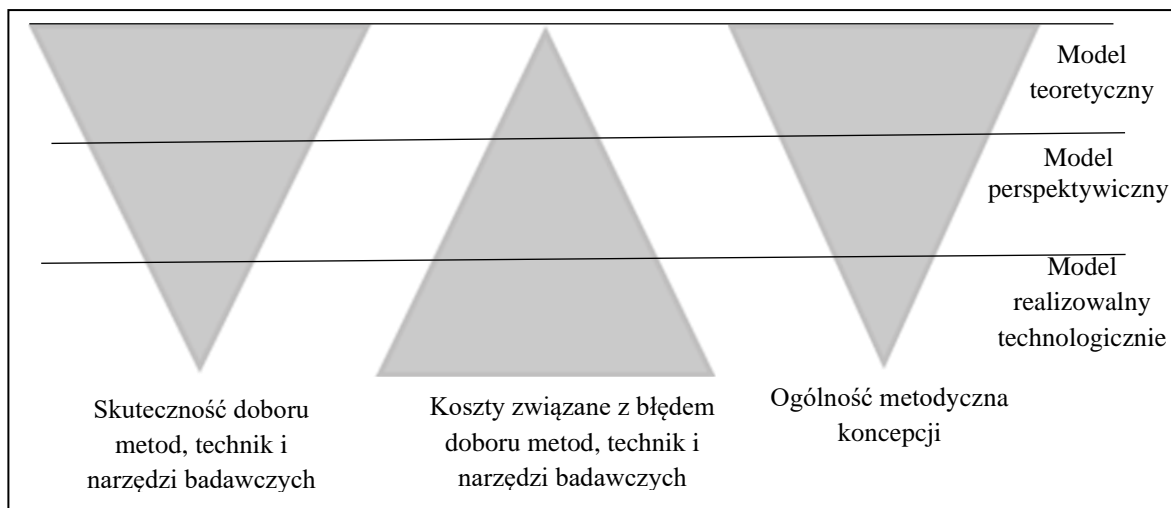 Model
teoretyczny
Model
perspektywiczny
Model
realizowalny
technologicznie
Skuteczność doboru
metod, technik i
narzędzi badawczych
Koszty związane z błędem
doboru metod, technik i
narzędzi badawczych
Ogólność metodyczna
koncepcji